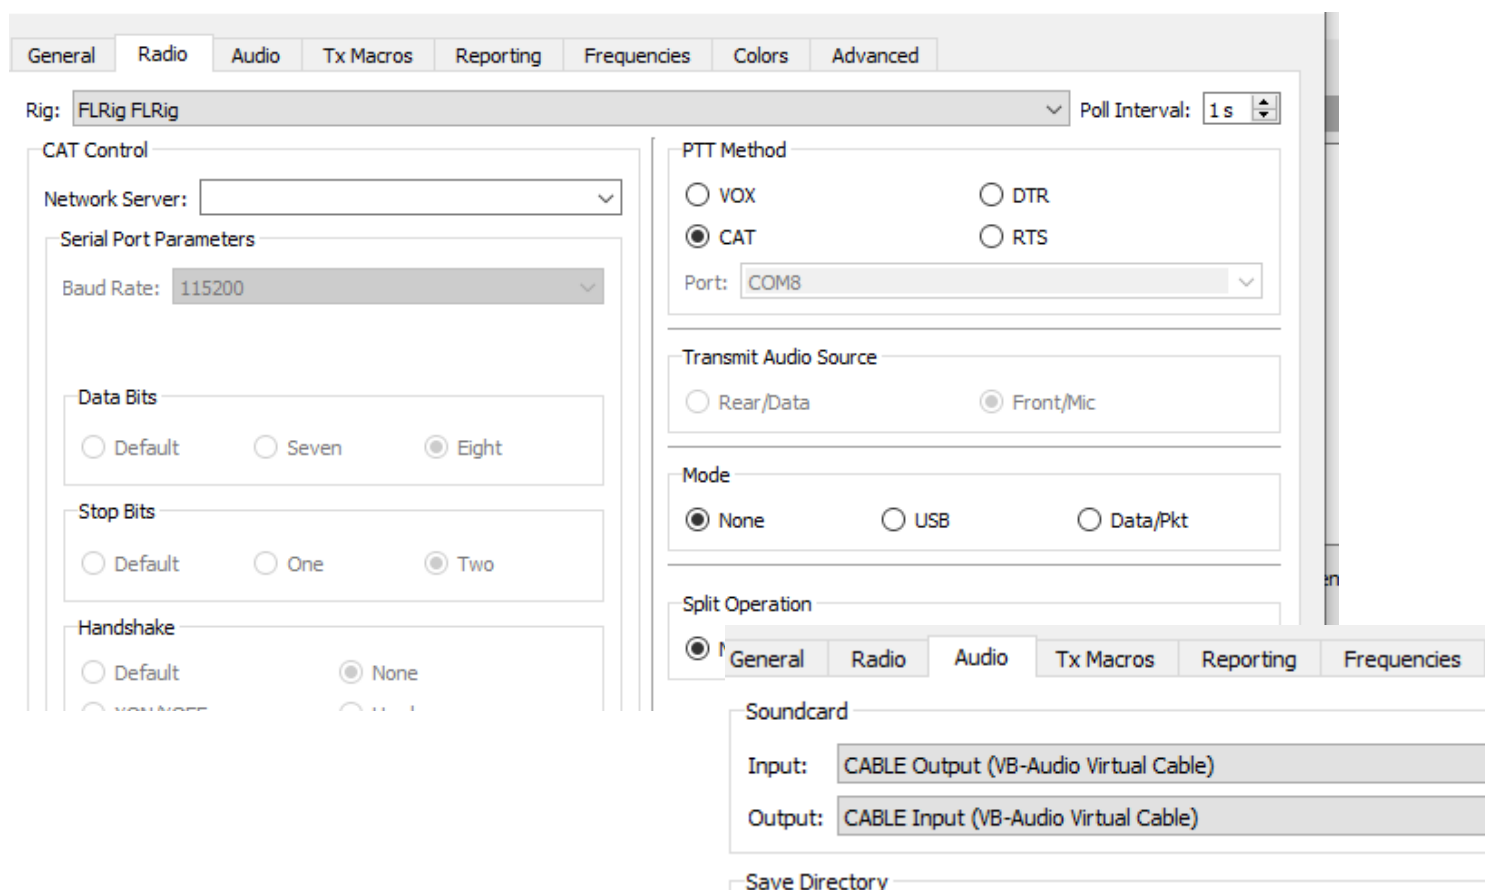 General Radio Audio Tx Macros Reporting Frequencies Colors Advanced
Rig: FLRig FLRig Poll Interval: 1 s
CAT Control
Network Server:
Serial Port Parameters
Baud Rate: 115200
Data Bits
Default Seven Eight
Stop Bits
Default One Two
Handshake
Default None
PTT Method
VOX DTR
CAT RTS
Port: COM8
Transmit Audio Source
Rear/Data Front/Mic
Mode
None USB Data/Pkt
Split Operation
en
General Radio Audio Tx Macros Reporting Frequencies
Soundcard
Input: CABLE Output (VB-Audio Virtual Cable)
Output: CABLE Input (VB-Audio Virtual Cable)
Save Directory